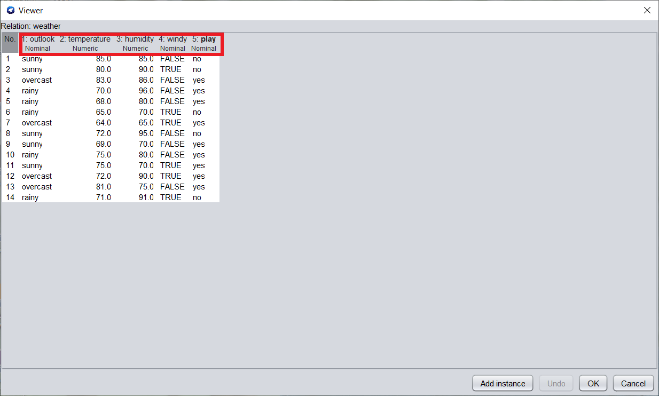 Viewer
Relation: weather
No. 1: outlook 2: temperature 3: humidity 4: windy 5: play
Nominal Numeric Numeric Nominal Nominal
1 sunny 85.0 85.0 FALSE no
2 sunny 80.0 90.0 TRUE no
3 overcast 83.0 86.0 FALSE yes
4 rainy 70.0 96.0 FALSE yes
5 rainy 68.0 80.0 FALSE yes
6 rainy 65.0 70.0 TRUE no
7 overcast 64.0 65.0 TRUE yes
8 sunny 72.0 95.0 FALSE no
9 sunny 69.0 70.0 FALSE yes
10 rainy 75.0 80.0 FALSE yes
11 sunny 75.0 70.0 TRUE yes
12 overcast 72.0 90.0 TRUE yes
13 overcast 81.0 75.0 FALSE yes
14 rainy 71.0 91.0 TRUE no
Add instance Undo OK Cancel